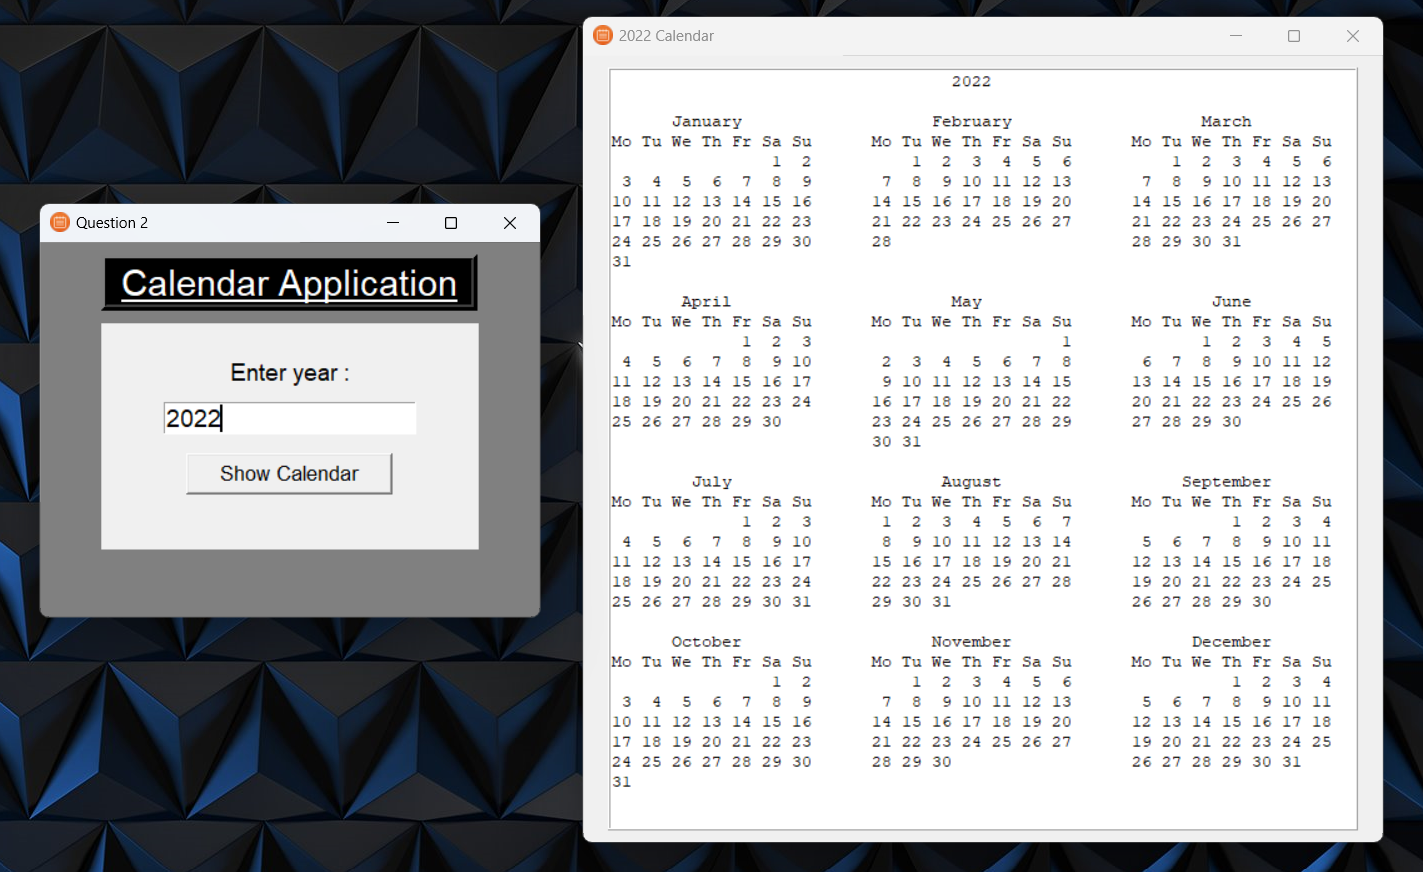 Question 2
Calendar Application
Enter year :
2022
Show Calendar
2022 Calendar
2022
January February March
Mo Tu We Th Fr Sa Su Mo Tu We Th Fr Sa Su Mo Tu We Th Fr Sa Su
1 2 1 2 3 4 5 6 1 2 3 4 5 6
3 4 5 6 7 8 9 7 8 9 10 11 12 13 7 8 9 10 11 12 13
10 11 12 13 14 15 16 14 15 16 17 18 19 20 14 15 16 17 18 19 20
17 18 19 20 21 22 23 21 22 23 24 25 26 27 21 22 23 24 25 26 27
24 25 26 27 28 29 30 28 28 29 30 31
31
April May June
Mo Tu We Th Fr Sa Su Mo Tu We Th Fr Sa Su Mo Tu We Th Fr Sa Su
1 2 3 1 1 2 3 4 5
4 5 6 7 8 9 10 2 3 4 5 6 7 8 6 7 8 9 10 11 12
11 12 13 14 15 16 17 9 10 11 12 13 14 15 13 14 15 16 17 18 19
18 19 20 21 22 23 24 16 17 18 19 20 21 22 20 21 22 23 24 25 26
25 26 27 28 29 30 23 24 25 26 27 28 29 27 28 29 30
30 31
July August September
Mo Tu We Th Fr Sa Su Mo Tu We Th Fr Sa Su Mo Tu We Th Fr Sa Su
1 2 3 1 2 3 4 5 6 7 1 2 3 4
4 5 6 7 8 9 10 8 9 10 11 12 13 14 5 6 7 8 9 10 11
11 12 13 14 15 16 17 15 16 17 18 19 20 21 12 13 14 15 16 17 18
18 19 20 21 22 23 24 22 23 24 25 26 27 28 19 20 21 22 23 24 25
25 26 27 28 29 30 31 29 30 31 26 27 28 29 30
October November December
Mo Tu We Th Fr Sa Su Mo Tu We Th Fr Sa Su Mo Tu We Th Fr Sa Su
1 2 1 2 3 4 5 6 1 2 3 4
3 4 5 6 7 8 9 7 8 9 10 11 12 13 5 6 7 8 9 10 11
10 11 12 13 14 15 16 14 15 16 17 18 19 20 12 13 14 15 16 17 18
17 18 19 20 21 22 23 21 22 23 24 25 26 27 19 20 21 22 23 24 25
24 25 26 27 28 29 30 28 29 30 26 27 28 29 30 31
31